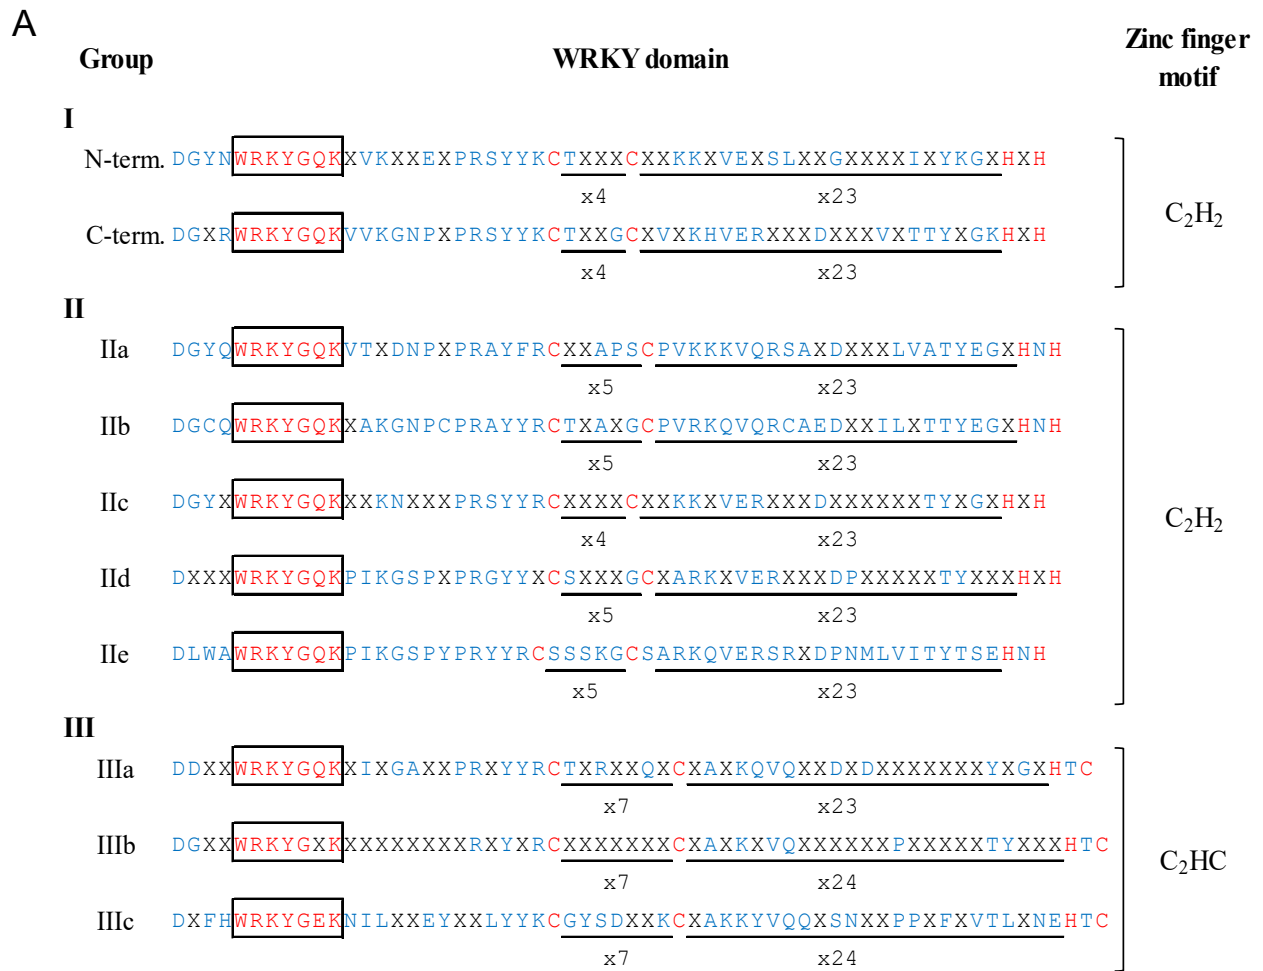 A
Group WRKY domain Zinc finger motif
I
N-term. DGYNWRKYGQKXVKXXEXPRSYYKCTXXXCXXKKXVEXSLXXGXXXXIXYKGXHXH
x4 x23
C2H2
C-term. DGXRWRKYGQKVVKGNPXPRSYYKCTXXGCXVXKHVERXXXDXXXVXTTYXGKHXH
x4 x23
II
IIa DGYQWRKYGQKVTXDNPXPRAYFRCXXAPSCPVKKKVQRSAXDXXXLVATYEGXHNH
x5 x23
IIb DGCQWRKYGQKXAKGNPCPRAYYRCTXAXGCPVRKQVQRCAEDXXILXTTYEGXHNH
x5 x23
IIc DGYXWRKYGQKXXKNXXXPRSYYRCXXXXCXXKKXVERXXXDXXXXXXTYXGXHXH
x4 x23
C2H2
IId DXXXWRKYGQKPIKGSPXPRGYYXCSXXXGCXARKXVERXXXDPXXXXXTYXXXHXH
x5 x23
IIe DLWAWRKYGQKPIKGSPYPRYYRCSSSKGCSARKQVERSRXDPNMLVITYTSEHNH
x5 x23
III
IIIa DDXXWRKYGQKXIXGAXXPRXYYRCTXRXXQXCXAXKQVQXXDXDXXXXXXXYXGXHTC
x7 x23
IIIb DGXXWRKYGXKXXXXXXXXRXYXRCXXXXXXXCXAXKXVQXXXXXXPXXXXXTYXXXHTC
x7 x24
C2HC
IIIc DXFHWRKYGEKNILXXEYXXLYYKCGYSDXXKCXAKKYVQQXSNXXPPXFXVTLXNEHTC
x7 x24